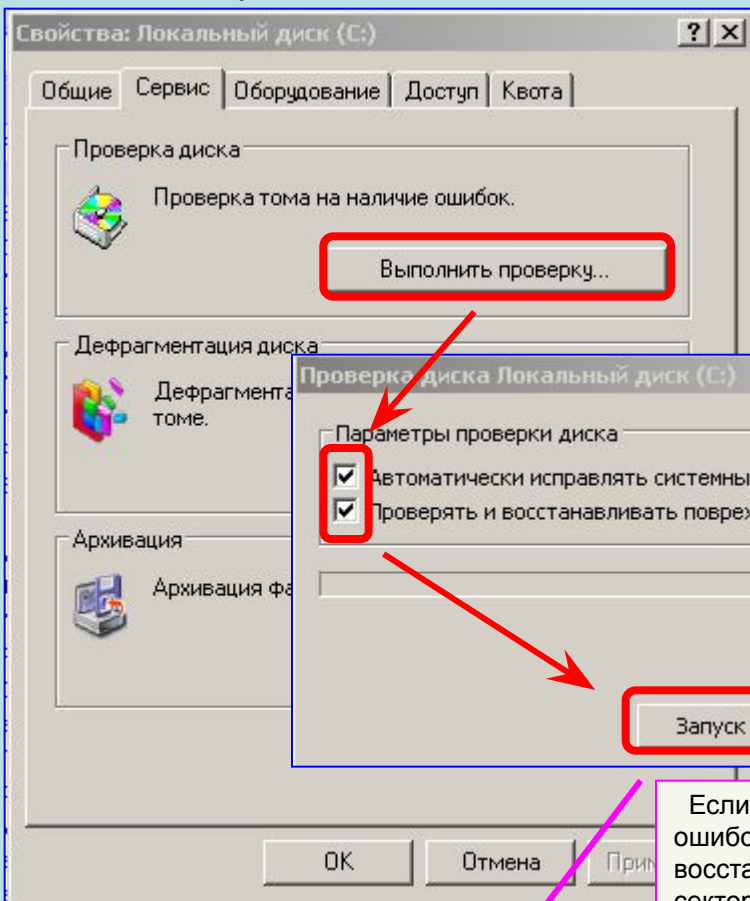 Свойства: Локальный диск (C:)
Общие Сервис Оборудование Доступ Квота
Проверка диска
Проверка тома на наличие ошибок.
Выполнить проверку...
Дефрагментация диска
Дефрагмента
томе.
Архивация
Архивация фа
Проверка диска Локальный диск (C:)
Параметры проверки диска
Автоматически исправлять системны
Проверять и восстанавливать повре
Запуск
Если
ошибо
восста
OK Отмена Прим